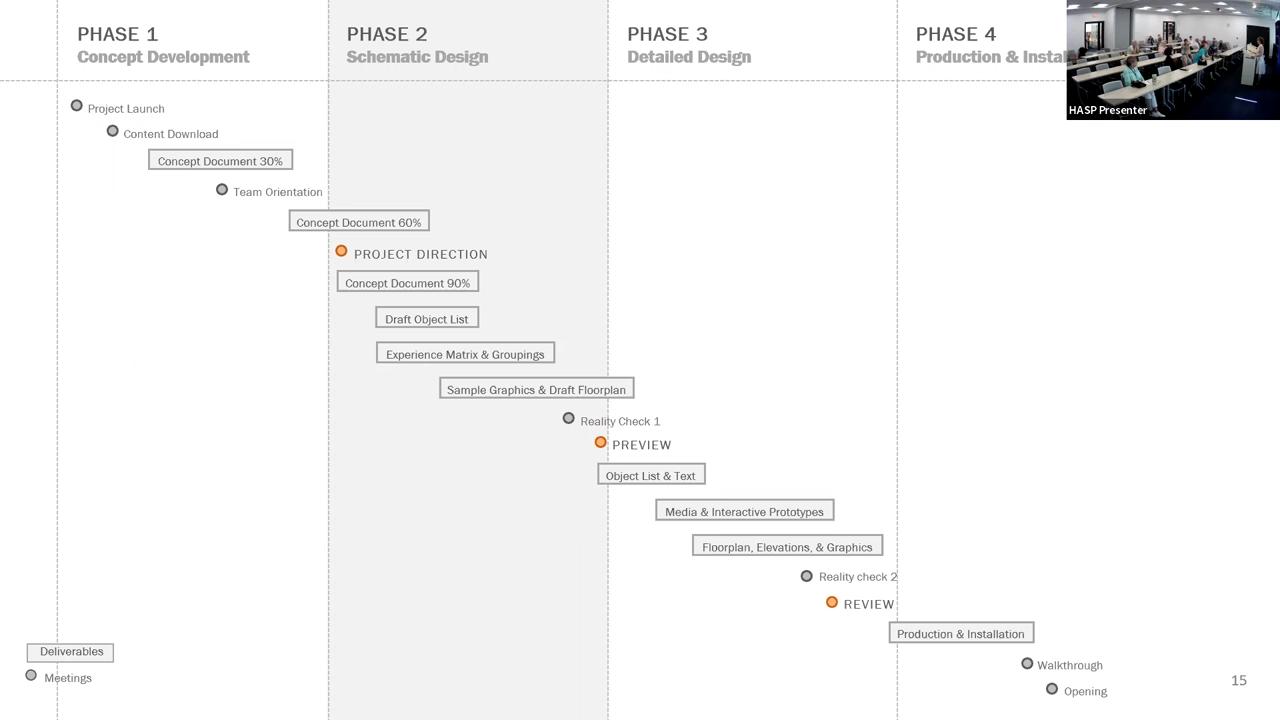 PHASE 1
Concept Development
PHASE 2
Schematic Design
PHASE 3
Detailed Design
PHASE 4
Production & Instal
HASP Presenter
Project Launch
Content Download
Concept Document 30%
Team Orientation
Concept Document 60%
PROJECT DIRECTION
Concept Document 90%
Draft Object List
Experience Matrix & Groupings
Sample Graphics & Draft Floorplan
Reality Check 1
PREVIEW
Object List & Text
Media & Interactive Prototypes
Floorplan, Elevations, & Graphics
Reality check 2
REVIEW
Production & Installation
Walkthrough
Opening
Deliverables
Meetings
15